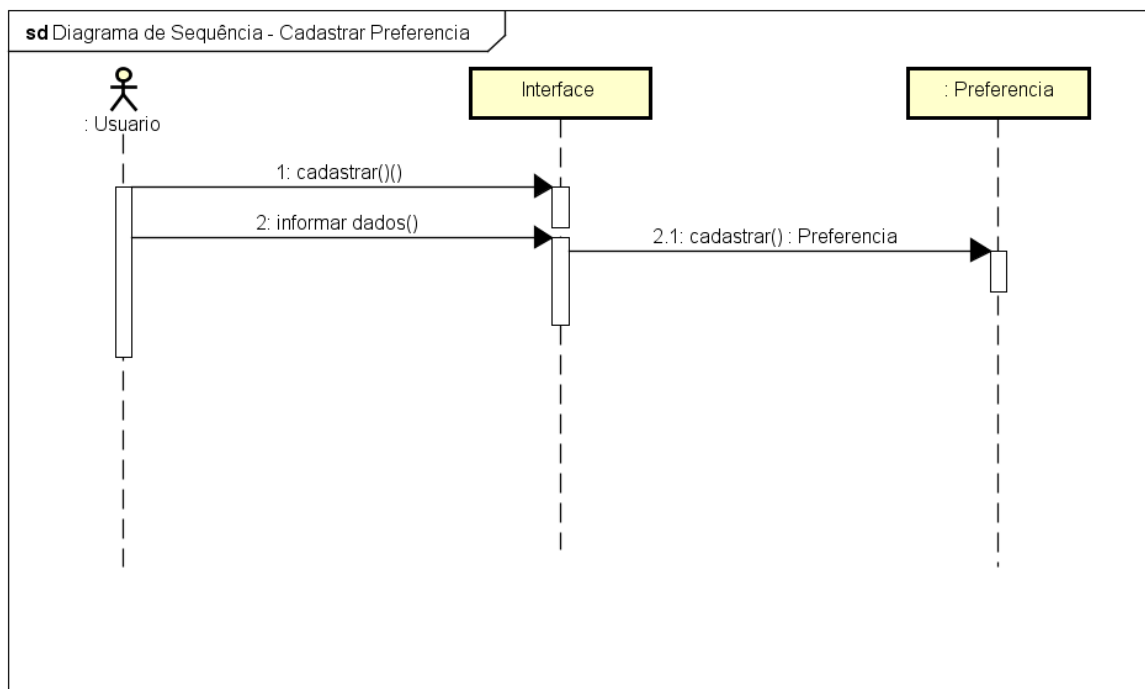 sd Diagrama de Sequência - Cadastrar Preferencia
: Usuario
Interface
: Preferencia
1: cadastrar()()
2: informar dados()
2.1: cadastrar() : Preferencia